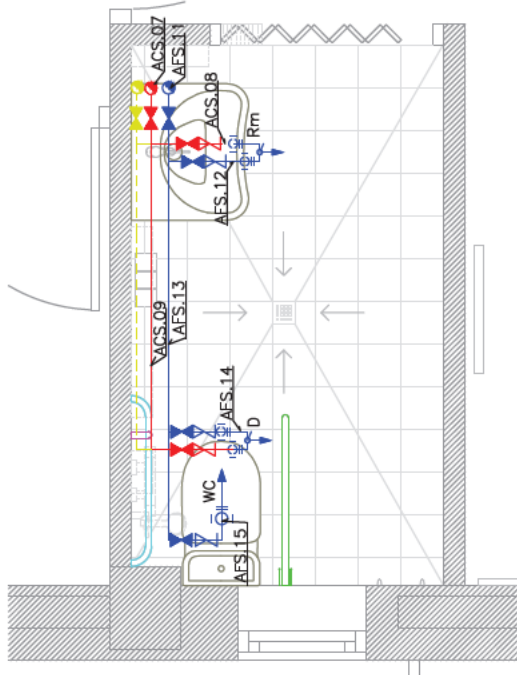 ACS.07
AFS.11
ACS.08
Rm
AFS.12
ACS.09
AFS.13
AFS.14
D
WC
AFS.15